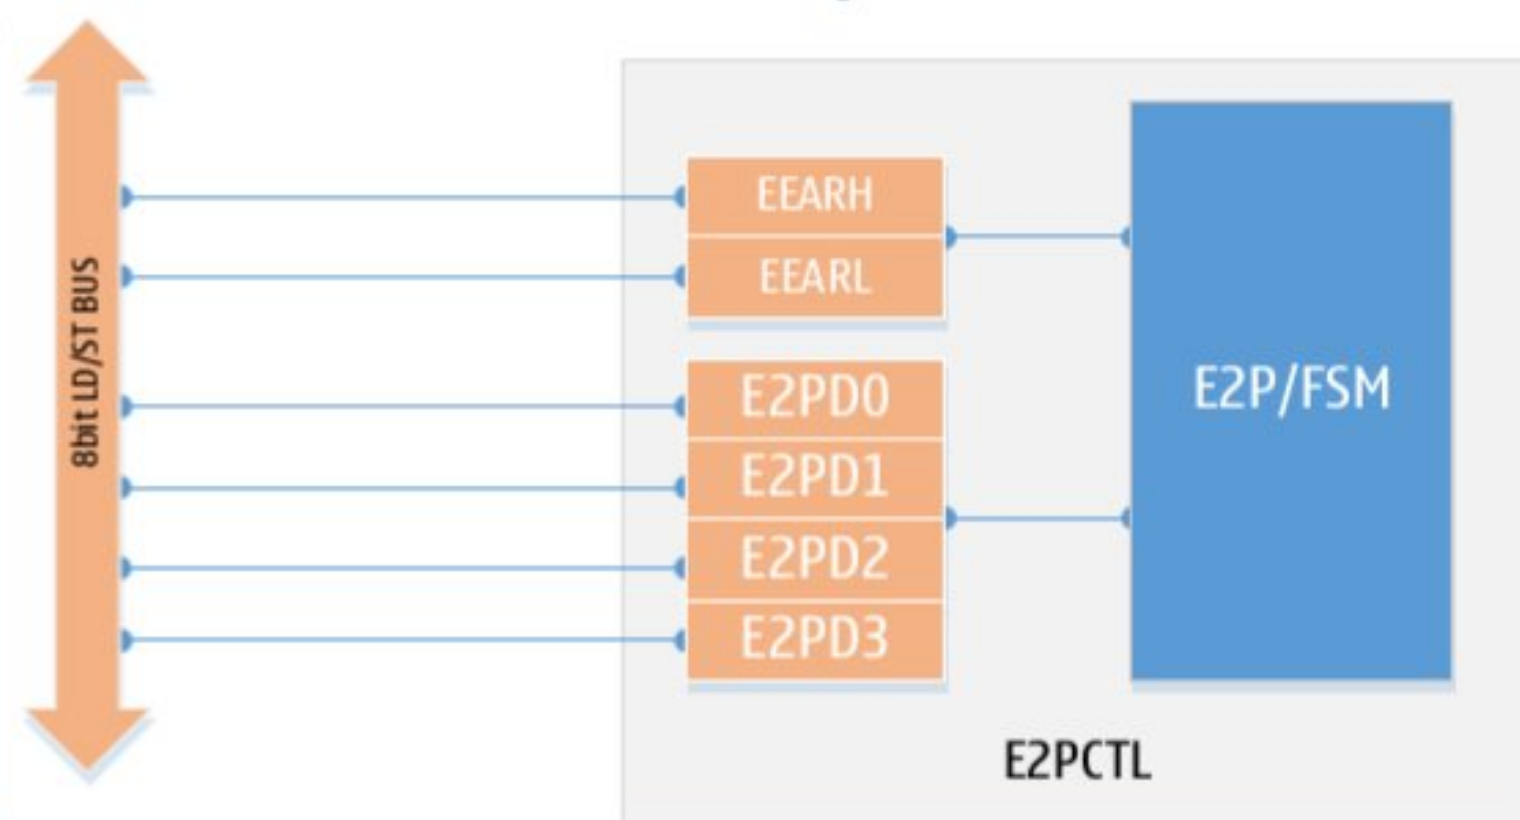 8bit LD/ST BUS
EEARH
EEARL
E2PD0
E2PD1
E2PD2
E2PD3
E2P/FSM
E2PCTL